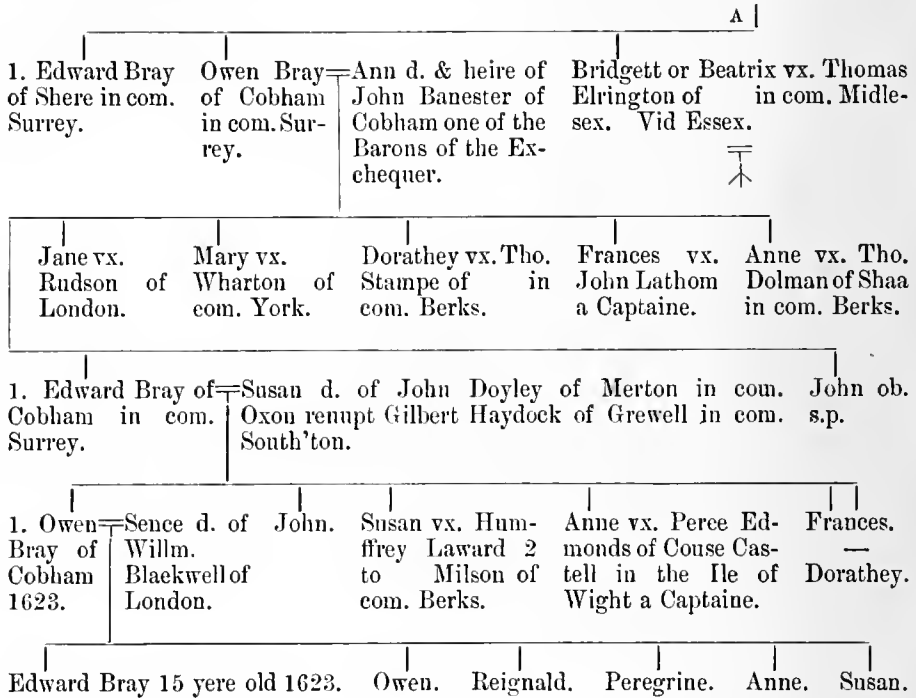 A
1. Edward Bray
of Shere in com.
Surrey.
Owen Bray
of Cobham
in com. Sur-
rey.
Ann d. & heire of
John Banester of
Cobham one of the
Barons of the Ex-
chequer.
Bridgett or Beatrix vx. Thomas
Elrington of in com. Midle-
sex. Vid Essex.
Jane vx.
Rudson of
London.
Mary vx.
Wharton of
com. York.
Dorathey vx. Tho.
Stampe of in
com. Berks.
Frances vx.
John Lathom
a Captaine.
Anne vx. Tho.
Dolman of Shaa
in com. Berks.
1. Edward Bray of
Cobham in com.
Surrey.
Susan d. of John Doyley of Merton in com.
Oxon renupt Gilbert Haydock of Grewell in com.
South'ton.
John ob.
s.p.
1. Owen
Bray of
Cobham
1623.
Sence d. of
Willm.
Blaekwell of
London.
John.
Susan vx. Hum-
ffrey Laward 2
to Milson of
com. Berks.
Anne vx. Perce Ed-
monds of Couse Cas-
tell in the Ile of
Wight a Captaine.
Frances.
—
Dorathey.
Edward Bray 15 yere old 1623. Owen. Reignald. Peregrine. Anne. Susan.